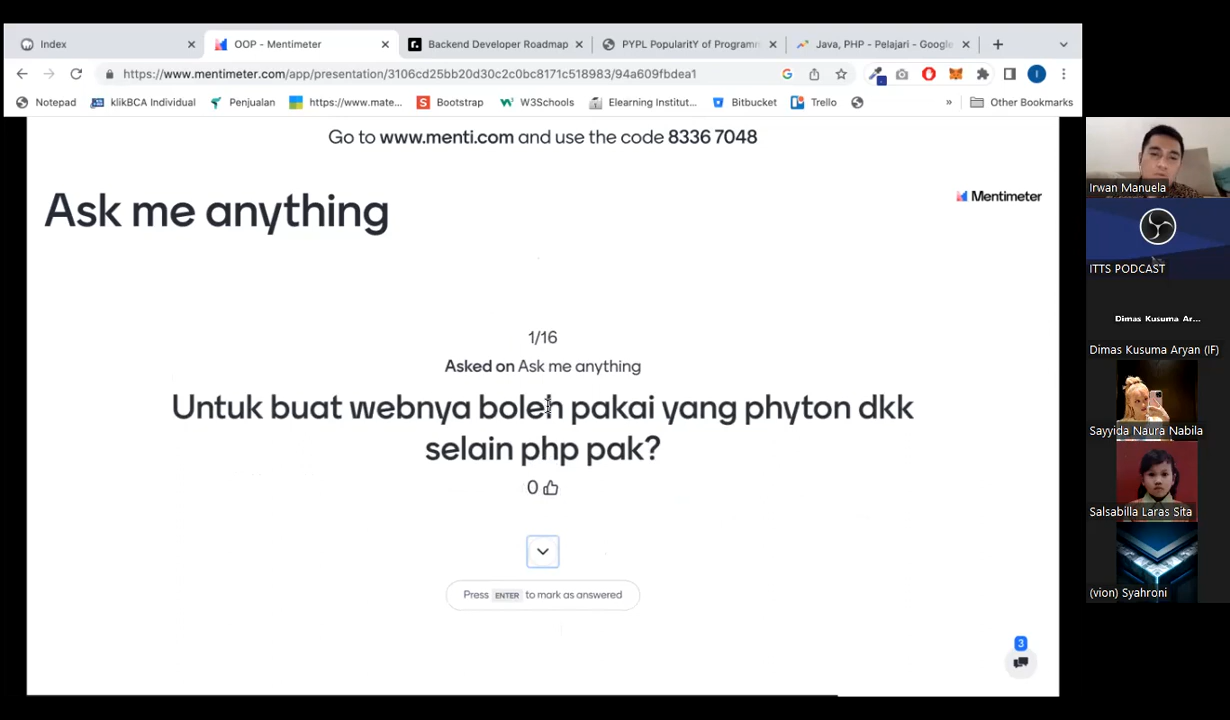 Index
OOP - Mentimeter
Backend Developer Roadmap
PYPL PopularitY of Programm
Java, PHP - Pelajari - Google
https://www.mentimeter.com/app/presentation/3106cd25bb20d30c2c0bc8171c518983/94a609fbdea1
I
Notepad
klikBCA Individual
Penjualan
https://www.mate...
Bootstrap
W3Schools
Elearning Institut...
Bitbucket
Trello
»
Other Bookmarks
Go to www.menti.com and use the code 8336 7048
Ask me anything
Mentimeter
1/16
Asked on Ask me anything
Untuk buat webnya boleh pakai yang phyton dkk
selain php pak?
0
Press ENTER to mark as answered
3
Irwan Manuela
ITTS PODCAST
Dimas Kusuma Ar...
Dimas Kusuma Aryan (IF)
Sayyida Naura Nabila
Salsabilla Laras Sita
(vion) Syahroni